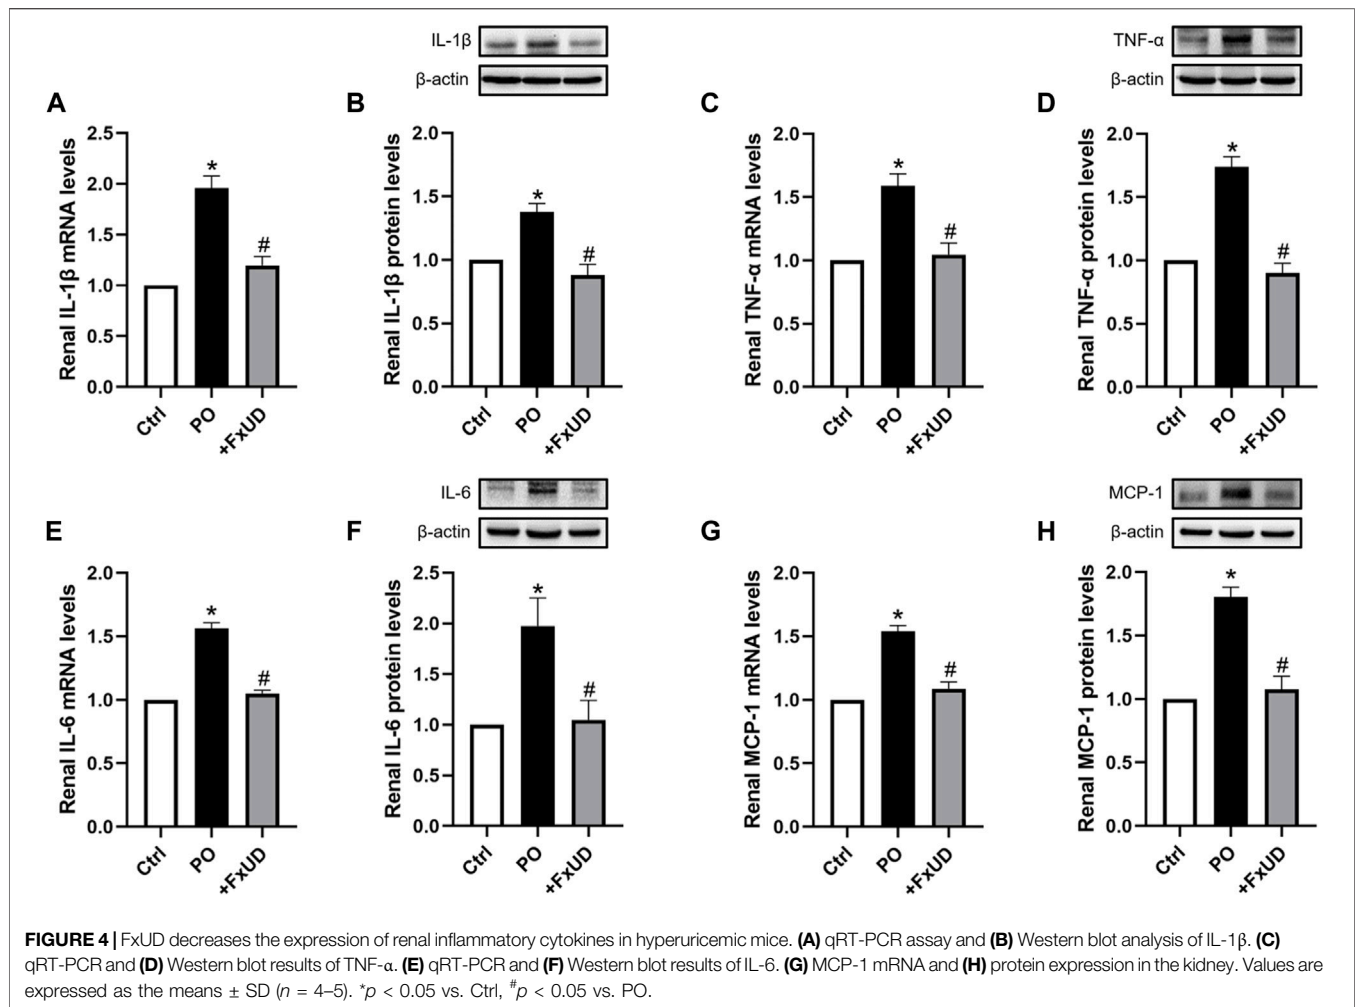 IL-1β
β-actin
TNF-α
β-actin
A
Renal IL-1β mRNA levels
2.5
2.0
1.5
1.0
0.5
0.0
*
#
Ctrl
PO
+FxUD
B
Renal IL-1β protein levels
2.0
1.5
1.0
0.5
0.0
*
#
Ctrl
PO
+FxUD
C
Renal TNF-α mRNA levels
2.0
1.5
1.0
0.5
0.0
*
#
Ctrl
PO
+FxUD
D
Renal TNF-α protein levels
2.0
1.5
1.0
0.5
0.0
*
#
Ctrl
PO
+FxUD
IL-6
β-actin
MCP-1
β-actin
E
Renal IL-6 mRNA levels
2.0
1.5
1.0
0.5
0.0
*
#
Ctrl
PO
+FxUD
F
Renal IL-6 protein levels
2.5
2.0
1.5
1.0
0.5
0.0
*
#
Ctrl
PO
+FxUD
G
Renal MCP-1 mRNA levels
2.0
1.5
1.0
0.5
0.0
*
#
Ctrl
PO
+FxUD
H
Renal MCP-1 protein levels
2.0
1.5
1.0
0.5
0.0
*
#
Ctrl
PO
+FxUD
FIGURE 4 | FxUD decreases the expression of renal inflammatory cytokines in hyperuricemic mice. (A) qRT-PCR assay and (B) Western blot analysis of IL-1β. (C)
qRT-PCR and (D) Western blot results of TNF-α. (E) qRT-PCR and (F) Western blot results of IL-6. (G) MCP-1 mRNA and (H) protein expression in the kidney. Values are
expressed as the means ± SD (n = 4–5). *p < 0.05 vs. Ctrl, #p < 0.05 vs. PO.